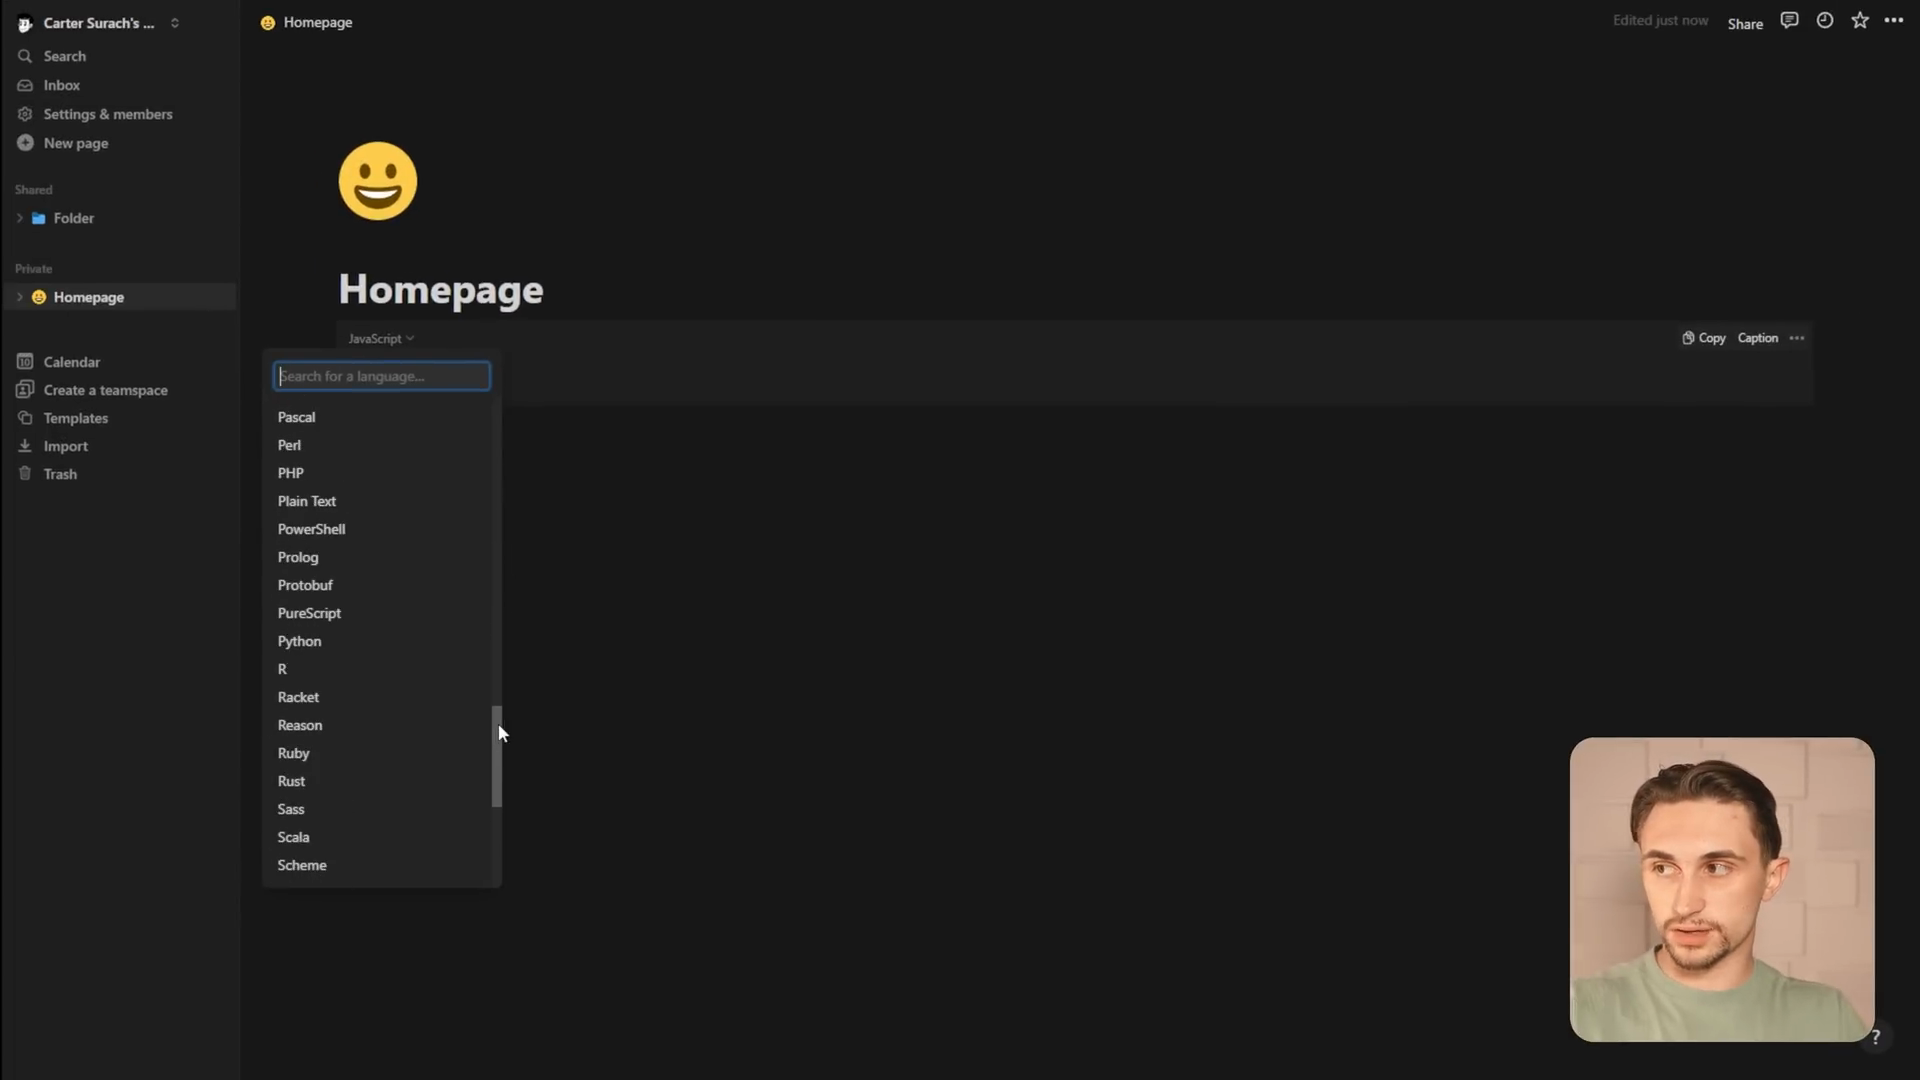 Carter Surach's ...
Search
Inbox
Settings & members
New page
Shared
Folder
Private
Homepage
10 Calendar
Create a teamspace
Templates
Import
Trash
Homepage
Edited just now
Share
Homepage
JavaScript
Copy Caption
Search for a language...
Pascal
Perl
PHP
Plain Text
PowerShell
Prolog
Protobuf
PureScript
Python
R
Racket
Reason
Ruby
Rust
Sass
Scala
Scheme
?